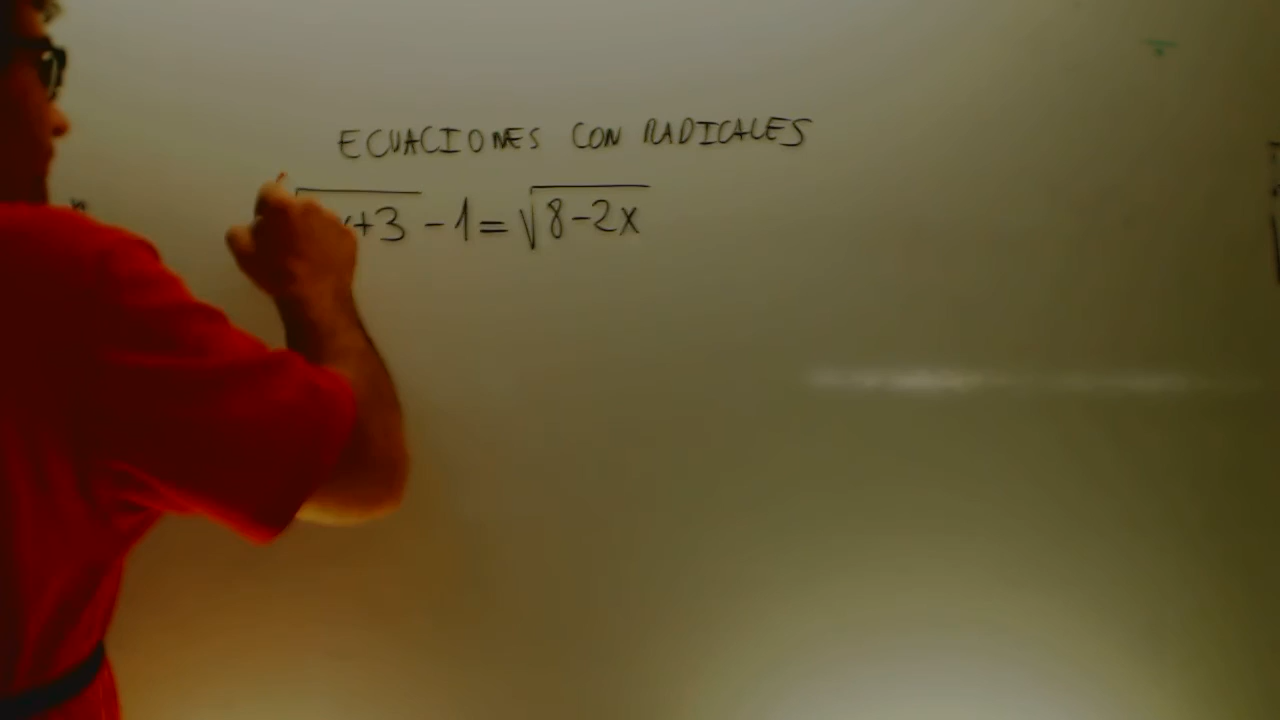 ECUACIONES CON RADICALES
+3 - 1 = √8-2x